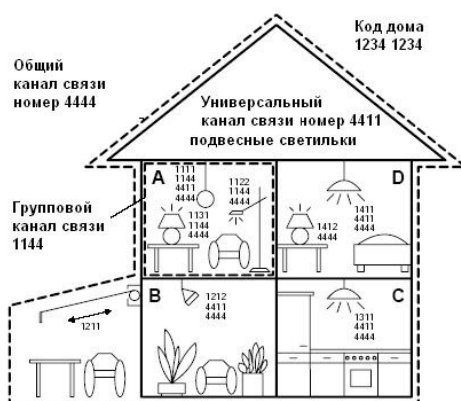 Код дома
1234 1234
Общий
канал связи
номер 4444
Универсальный
канал связи номер 4411
подвесные светильки
Групповой
канал связи
1144
A
1111
1144
4411
4444
1122
1144
4444
1131
1144
4444
D
1411
4411
4444
1412
4444
B
1212
4411
4444
C
1311
4411
4444
1211